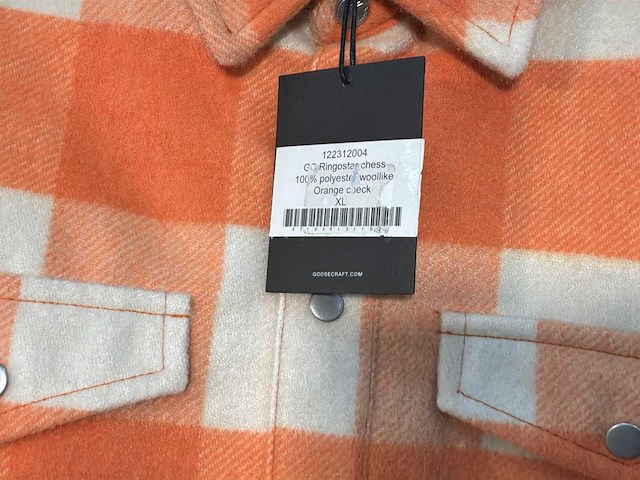 122312004
GC Ringostar chess
100% polyester woollike
Orange check
XL
GOOSECRAFT.COM